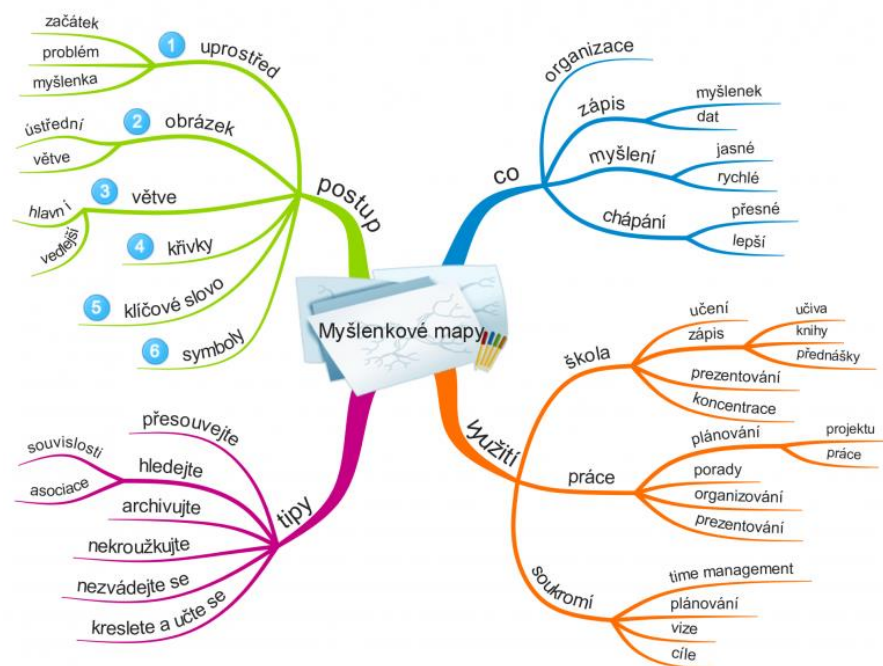 Myšlenkové mapy
postup
1 uprostřed
začátek
problém
myšlenka
2 obrázek
ústřední
větve
3 větve
hlavní
vedlejší
4 křivky
5 klíčové slovo
6 symboly
co
organizace
zápis
myšlenek
dat
myšlení
jasné
rychlé
chápání
přesné
lepší
využití
škola
učení
zápis
učiva
knihy
přednášky
prezentování
koncentrace
práce
plánování
projektu
práce
porady
organizování
prezentování
soukromí
time management
plánování
vize
cíle
tipy
přesouvejte
hledejte
souvislosti
asociace
archivujte
nekroužkujte
nezvádejte se
kreslete a učte se